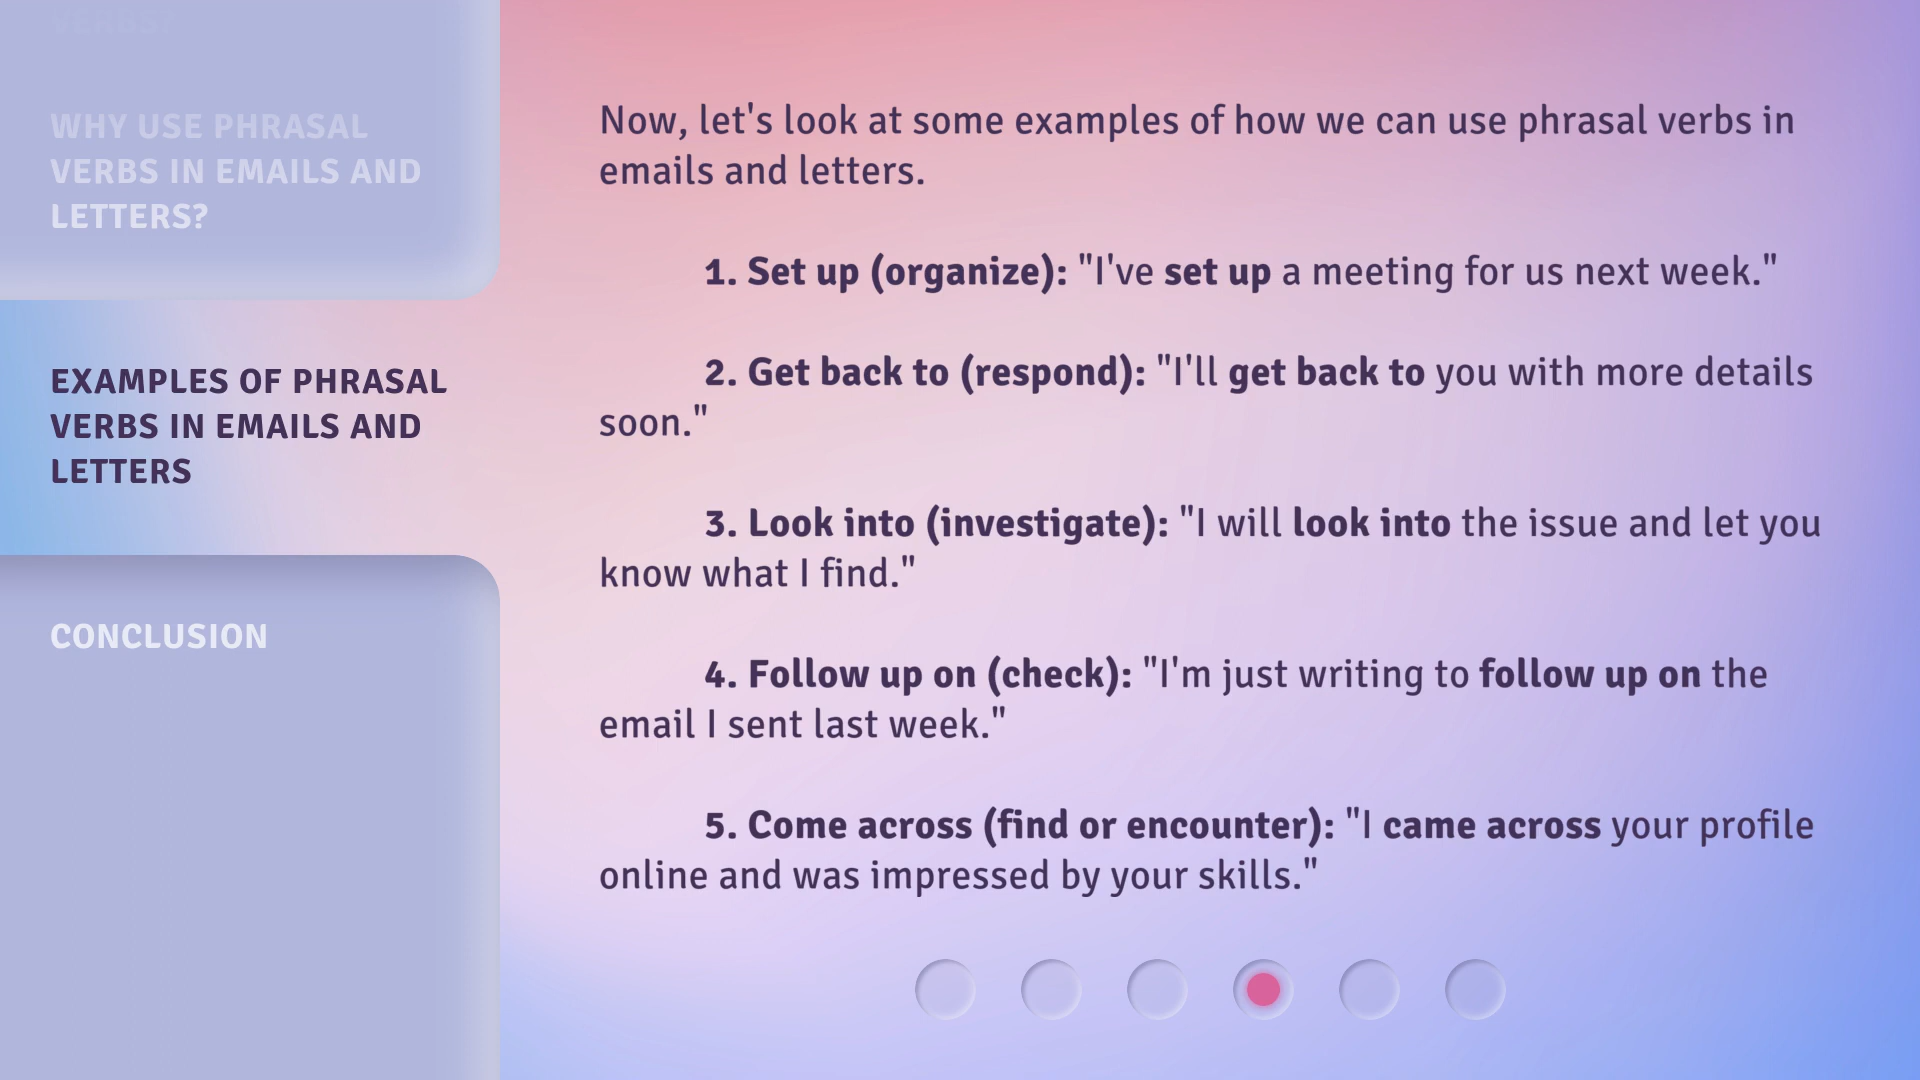 WHY USE PHRASAL
VERBS IN EMAILS AND
LETTERS?
EXAMPLES OF PHRASAL
VERBS IN EMAILS AND
LETTERS
CONCLUSION
Now, let's look at some examples of how we can use phrasal verbs in
emails and letters.
1. Set up (organize): "I've set up a meeting for us next week."
2. Get back to (respond): "I'll get back to you with more details
soon."
3. Look into (investigate): "I will look into the issue and let you
know what I find."
4. Follow up on (check): "I'm just writing to follow up on the
email I sent last week."
5. Come across (find or encounter): "I came across your profile
online and was impressed by your skills."